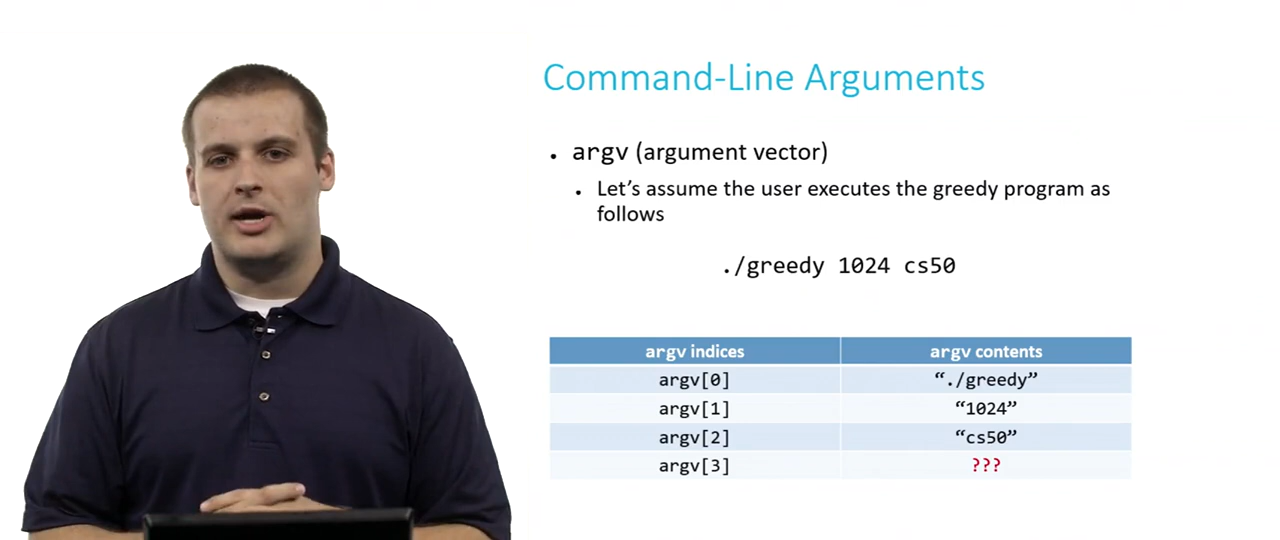 Command-Line Arguments
• argv (argument vector)
• Let’s assume the user executes the greedy program as
follows
./greedy 1024 cs50
argv indices argv contents
argv[0] “./greedy”
argv[1] “1024”
argv[2] “cs50”
argv[3] ???